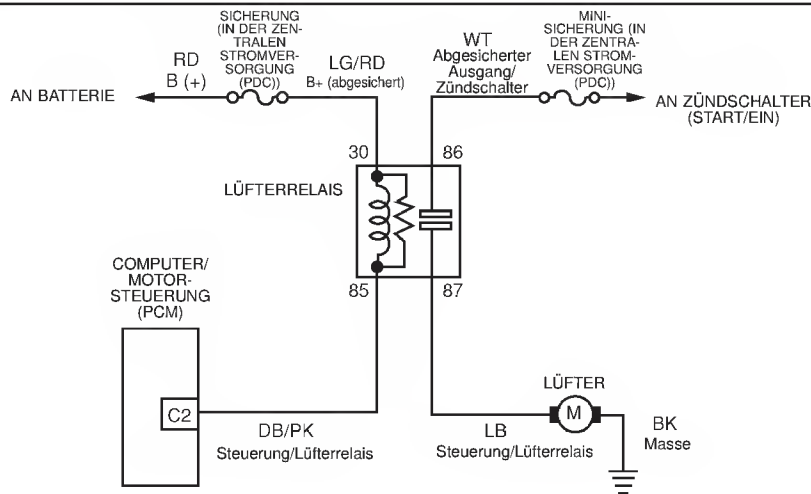 SICHERUNG
(IN DER ZEN-
TRALEN
STROMVER-
SORGUNG
(PDC))
MINI-
SICHERUNG (IN
DER ZENTRA-
LEN STROM-
VERSORGUNG
(PDC))
RD
B (+)
LG/RD
B+ (abgesichert)
WT
Abgesicherter
Ausgang/
Zündschalter
AN BATTERIE
AN ZÜNDSCHALTER
(START/EIN)
30
86
LÜFTERRELAIS
85
87
COMPUTER/
MOTOR-
STEUERUNG
(PCM)
C2
DB/PK
Steuerung/Lüfterrelais
LÜFTER
M
LB
Steuerung/Lüfterrelais
BK
Masse